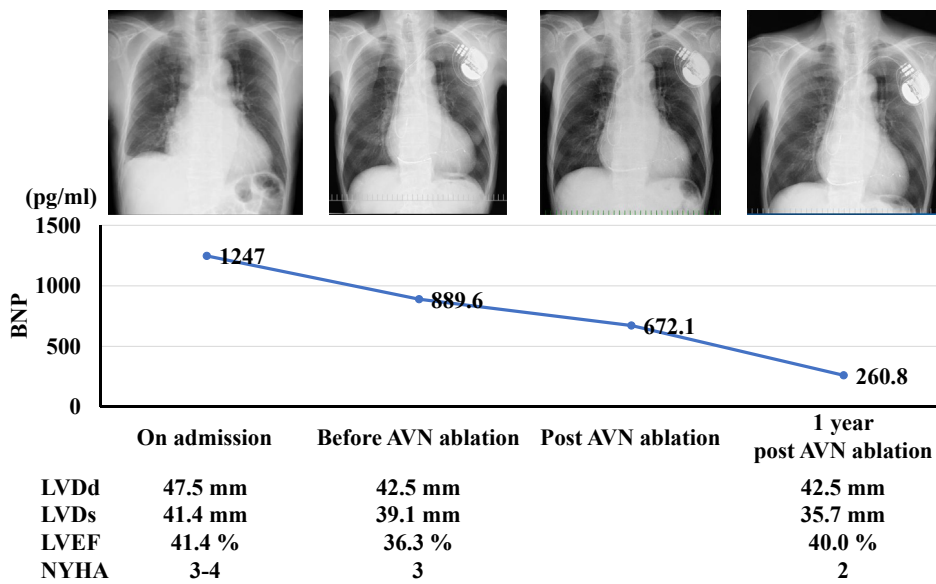 (pg/ml)
1500
1000
500
0
BNP
1247
889.6
672.1
260.8
On admission Before AVN ablation Post AVN ablation 1 year
post AVN ablation
LVDd 47.5 mm 42.5 mm 42.5 mm
LVDs 41.4 mm 39.1 mm 35.7 mm
LVEF 41.4 % 36.3 % 40.0 %
NYHA 3-4 3 2